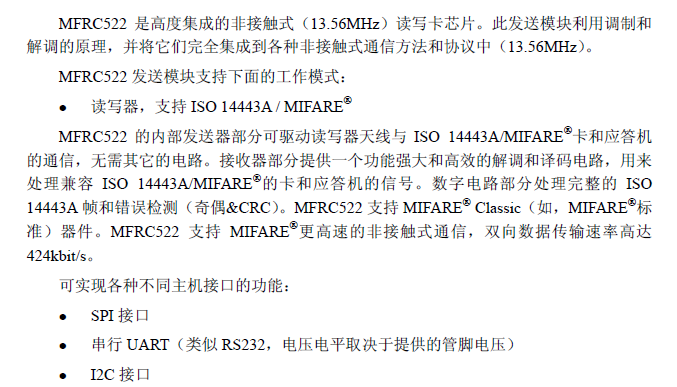 MFRC522 是高度集成的非接触式（13.56MHz）读写卡芯片。此发送模块利用调制和
解调的原理，并将它们完全集成到各种非接触式通信方法和协议中（13.56MHz）。
MFRC522 发送模块支持下面的工作模式：
● 读写器，支持 ISO 14443A / MIFARE®
MFRC522 的内部发送器部分可驱动读写器天线与 ISO 14443A/MIFARE®卡和应答机
的通信，无需其它的电路。接收器部分提供一个功能强大和高效的解调和译码电路，用来
处理兼容 ISO 14443A/MIFARE®的卡和应答机的信号。数字电路部分处理完整的 ISO
14443A 帧和错误检测（奇偶&CRC）。MFRC522 支持 MIFARE® Classic（如，MIFARE®标
准）器件。MFRC522 支持 MIFARE®更高速的非接触式通信，双向数据传输速率高达
424kbit/s。
可实现各种不同主机接口的功能：
● SPI 接口
● 串行 UART（类似 RS232，电压电平取决于提供的管脚电压）
● I2C 接口